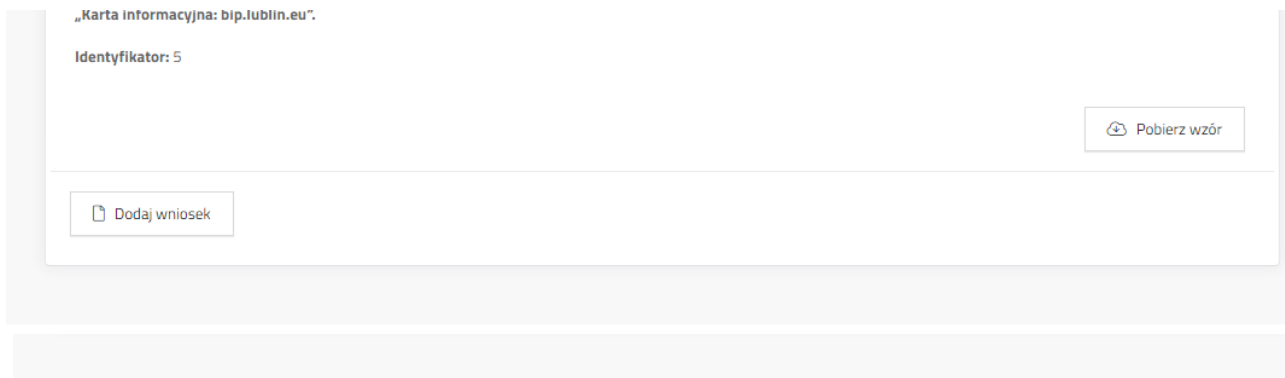 „Karta informacyjna: bip.lublin.eu”.
Identyfikator: 5
Pobierz wzór
Dodaj wniosek